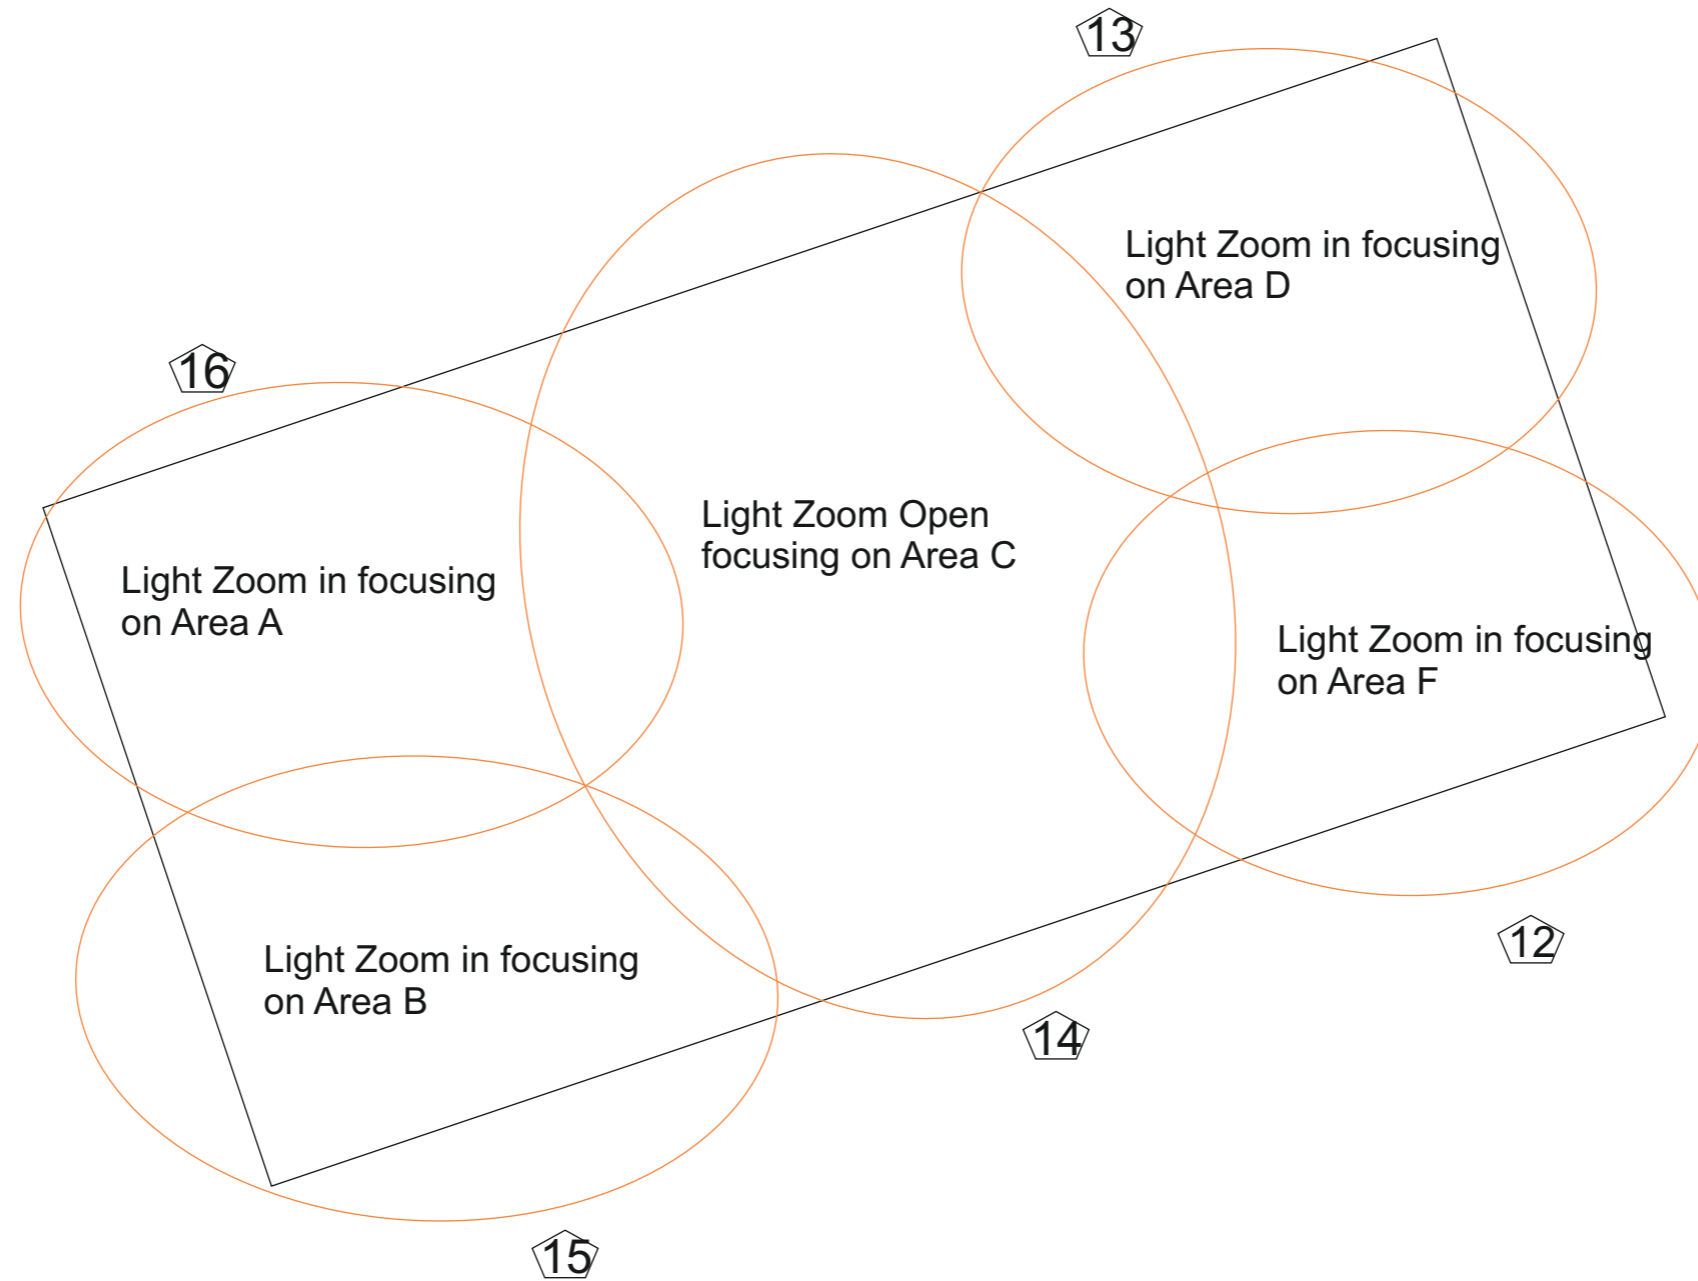 13
Light Zoom in focusing
on Area D
16
Light Zoom Open
focusing on Area C
Light Zoom in focusing
on Area A
Light Zoom in focusing
on Area F
12
Light Zoom in focusing
on Area B
14
15